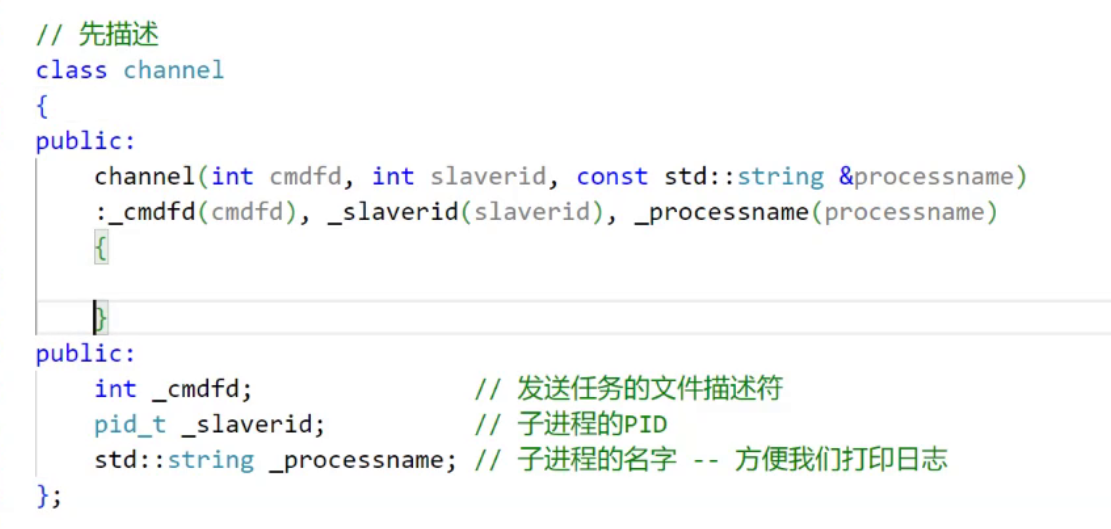 // 先描述
class channel
{
public:
    channel(int cmdfd, int slaverid, const std::string &processname)
    :_cmdfd(cmdfd), _slaverid(slaverid), _processname(processname)
    {
    }
public:
    int _cmdfd;               // 发送任务的文件描述符
    pid_t _slaverid;          // 子进程的PID
    std::string _processname; // 子进程的名字 -- 方便我们打印日志
};